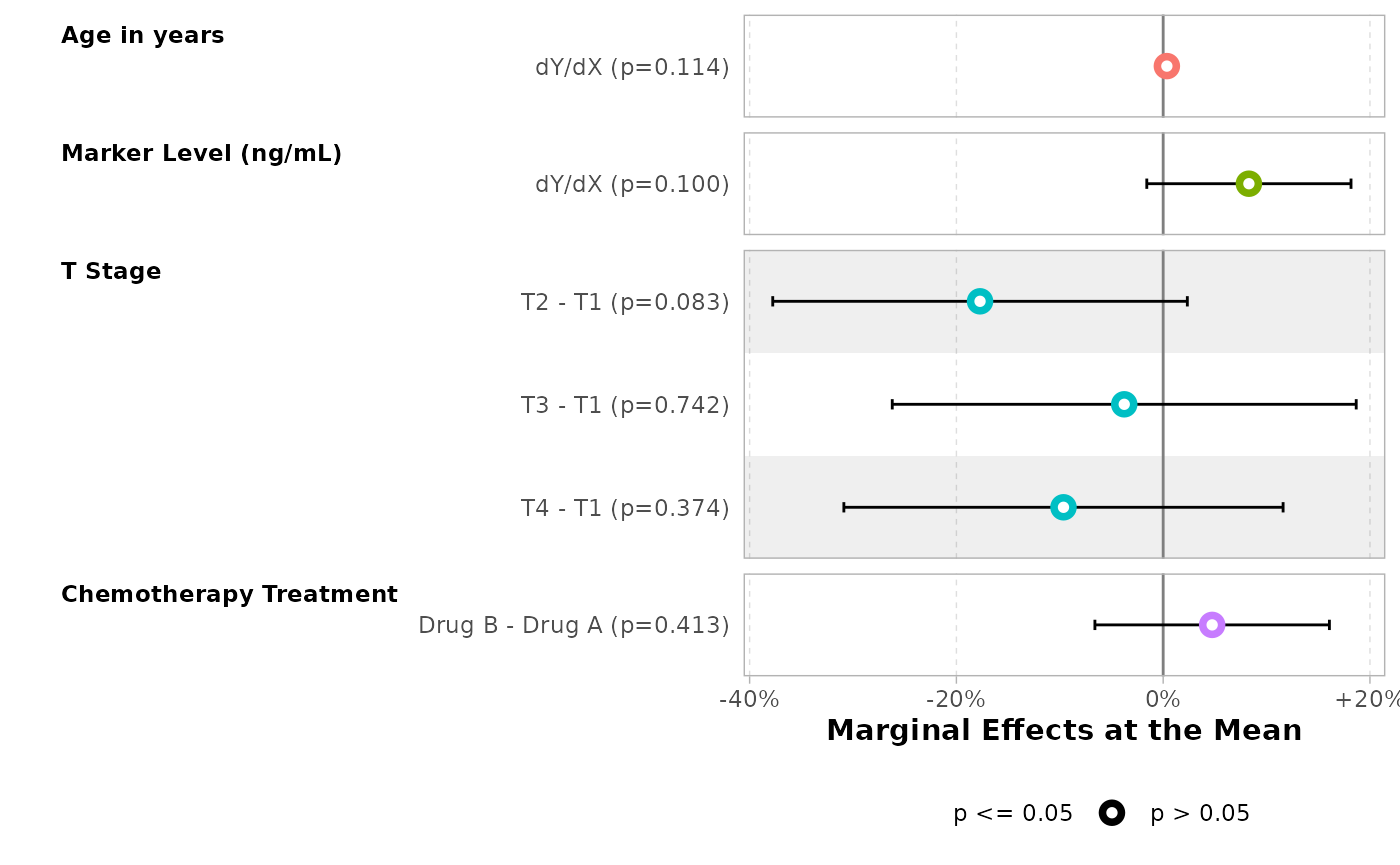 Age in years
dY/dX (p=0.114)
Marker Level (ng/mL)
dY/dX (p=0.100)
T Stage
T2 - T1 (p=0.083)
T3 - T1 (p=0.742)
T4 - T1 (p=0.374)
Chemotherapy Treatment
Drug B - Drug A (p=0.413)
-40% -20% 0% +20%
Marginal Effects at the Mean
p <= 0.05 p > 0.05